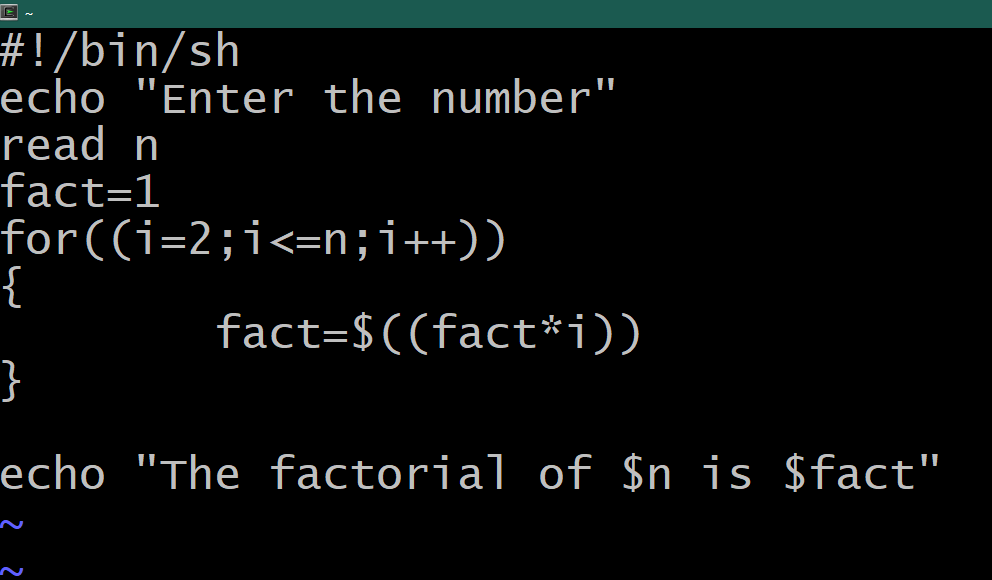 ~
#!/bin/sh
echo "Enter the number"
read n
fact=1
for((i=2;i<=n;i++))
{
        fact=$((fact*i))
}

echo "The factorial of $n is $fact"
~
~